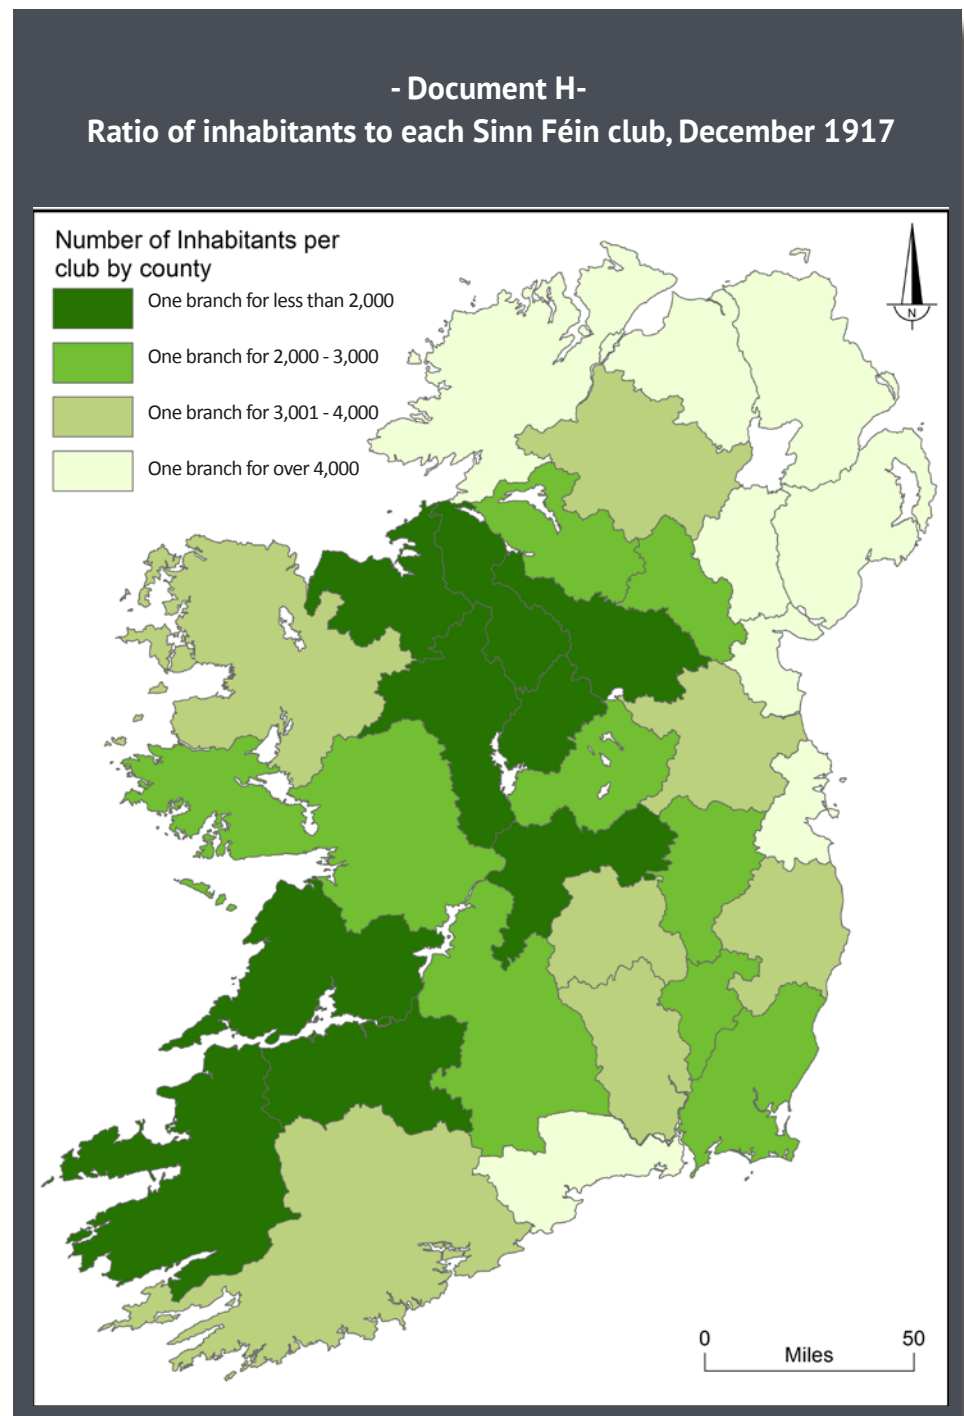 - Document H-
Ratio of inhabitants to each Sinn Féin club, December 1917
Number of Inhabitants per
club by county
One branch for less than 2,000
One branch for 2,000 - 3,000
One branch for 3,001 - 4,000
One branch for over 4,000
N
0 50
Miles